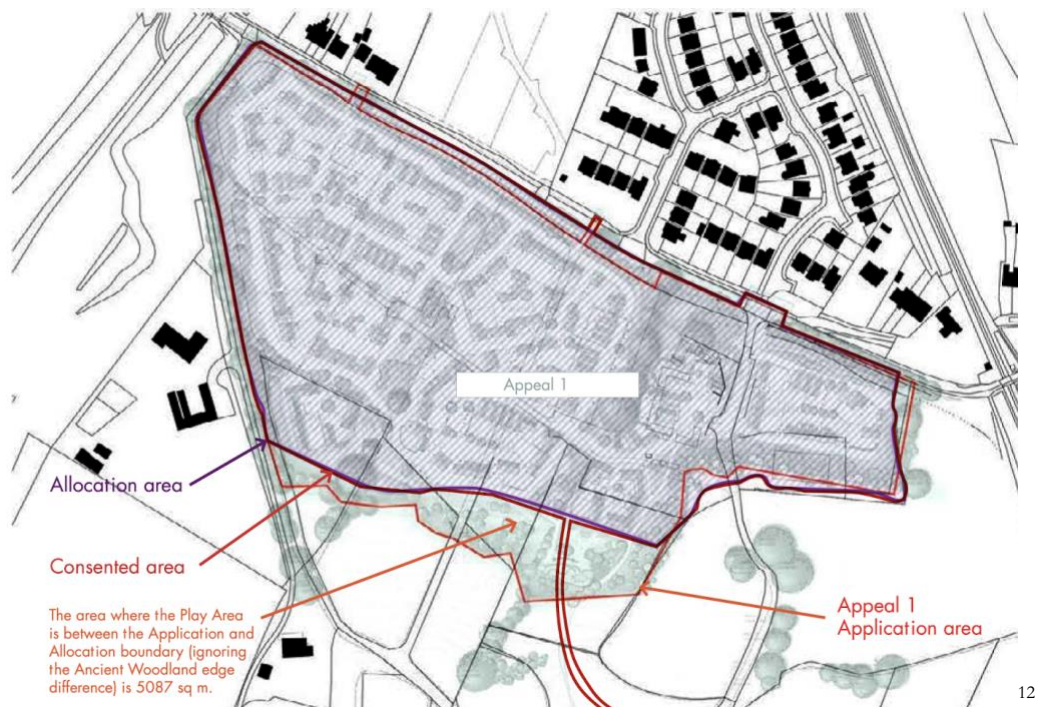 Appeal 1
Allocation area
Consented area
The area where the Play Area
is between the Application and
Allocation boundary (ignoring
the Ancient Woodland edge
difference) is 5087 sq m.
Appeal 1
Application area
12